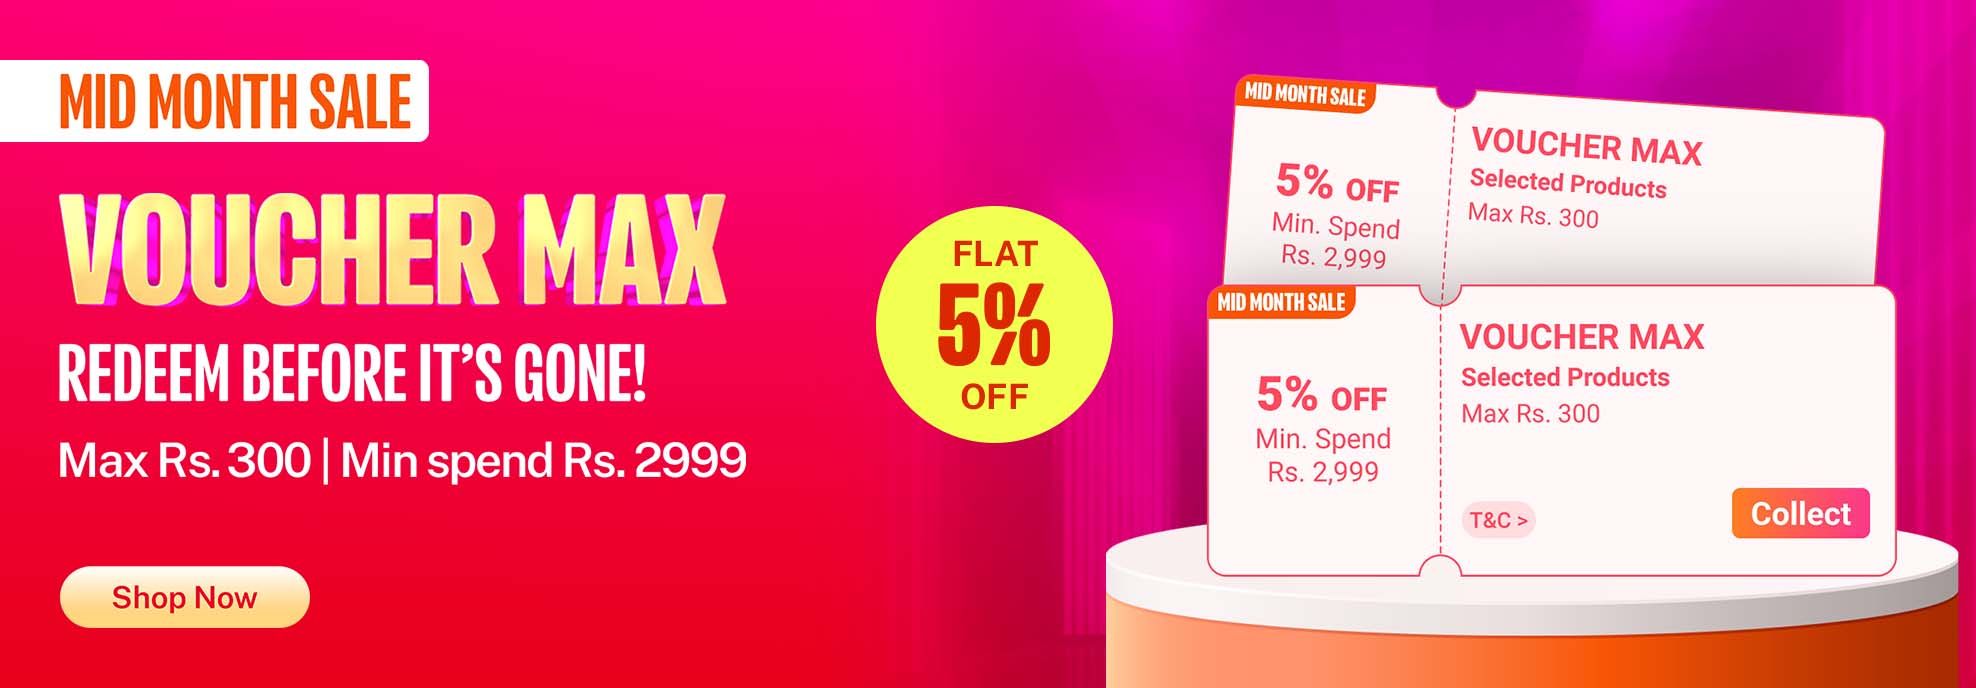 MID MONTH SALE
VOUCHER MAX
REDEEM BEFORE IT'S GONE!
Max Rs. 300 | Min spend Rs. 2999
Shop Now
FLAT
5%
OFF
MID MONTH SALE
5% OFF
Min. Spend
Rs. 2,999
VOUCHER MAX
Selected Products
Max Rs. 300
MID MONTH SALE
5% OFF
Min. Spend
Rs. 2,999
VOUCHER MAX
Selected Products
Max Rs. 300
T&C >
Collect